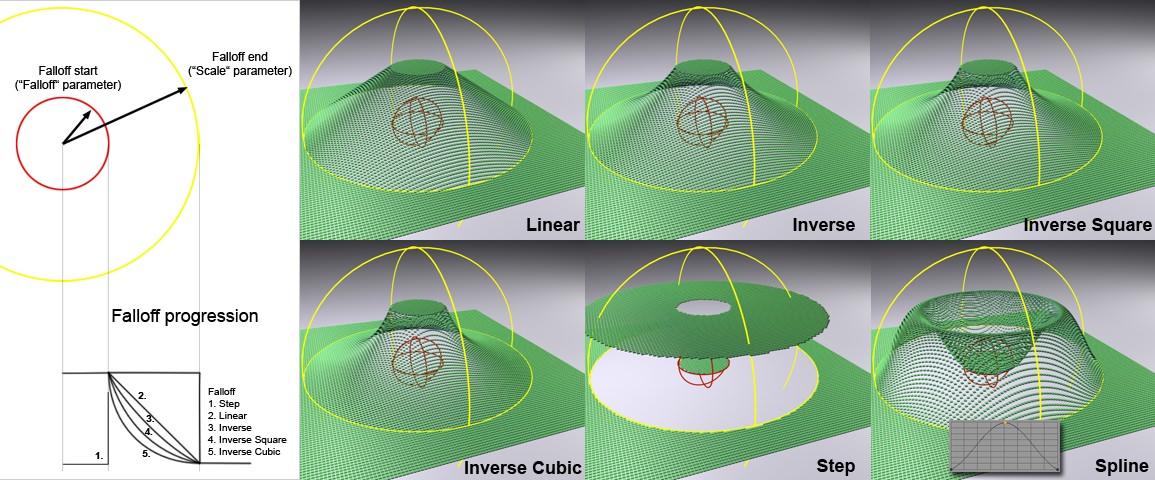 Falloff start
("Falloff" parameter)
Falloff end
("Scale" parameter)
Falloff progression
1.
2.
3.
4.
5.
Falloff
1. Step
2. Linear
3. Inverse
4. Inverse Square
5. Inverse Cubic
Linear
Inverse
Inverse Square
Inverse Cubic
Step
Spline